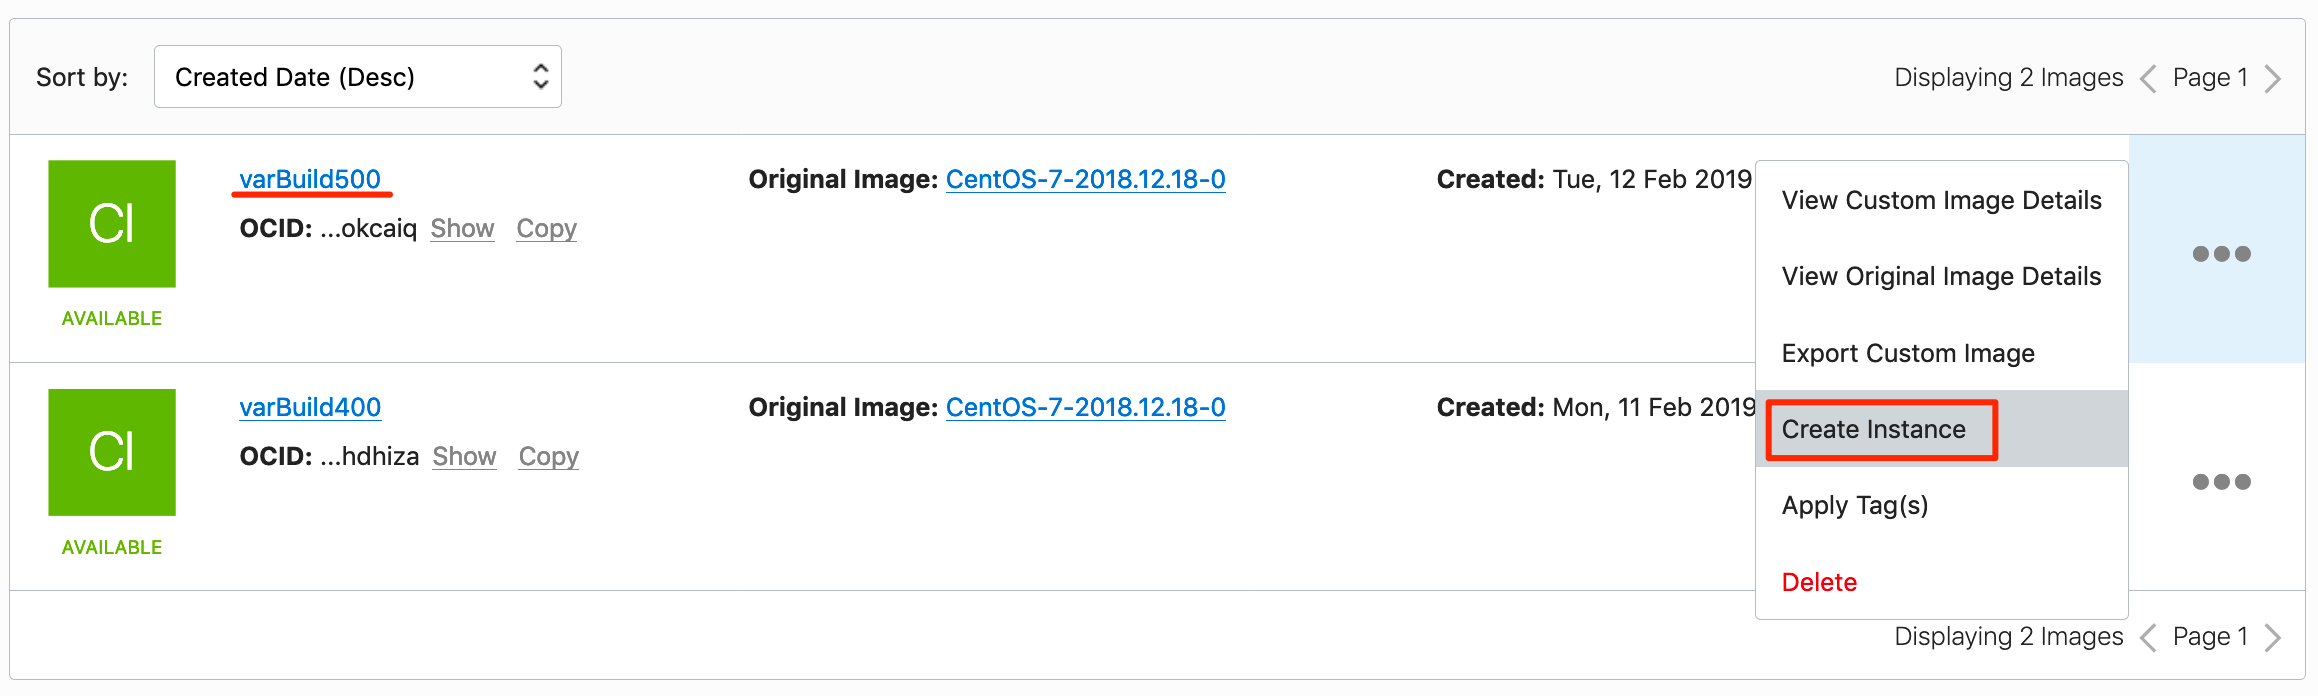 Sort by: Created Date (Desc) Displaying 2 Images Page 1
CI
AVAILABLE
varBuild500
OCID: ...okcaiq Show Copy
Original Image: CentOS-7-2018.12.18-0
Created: Tue, 12 Feb 2019
View Custom Image Details
View Original Image Details
Export Custom Image
Create Instance
Apply Tag(s)
Delete
CI
AVAILABLE
varBuild400
OCID: ...hdhiza Show Copy
Original Image: CentOS-7-2018.12.18-0
Created: Mon, 11 Feb 2019
Displaying 2 Images Page 1